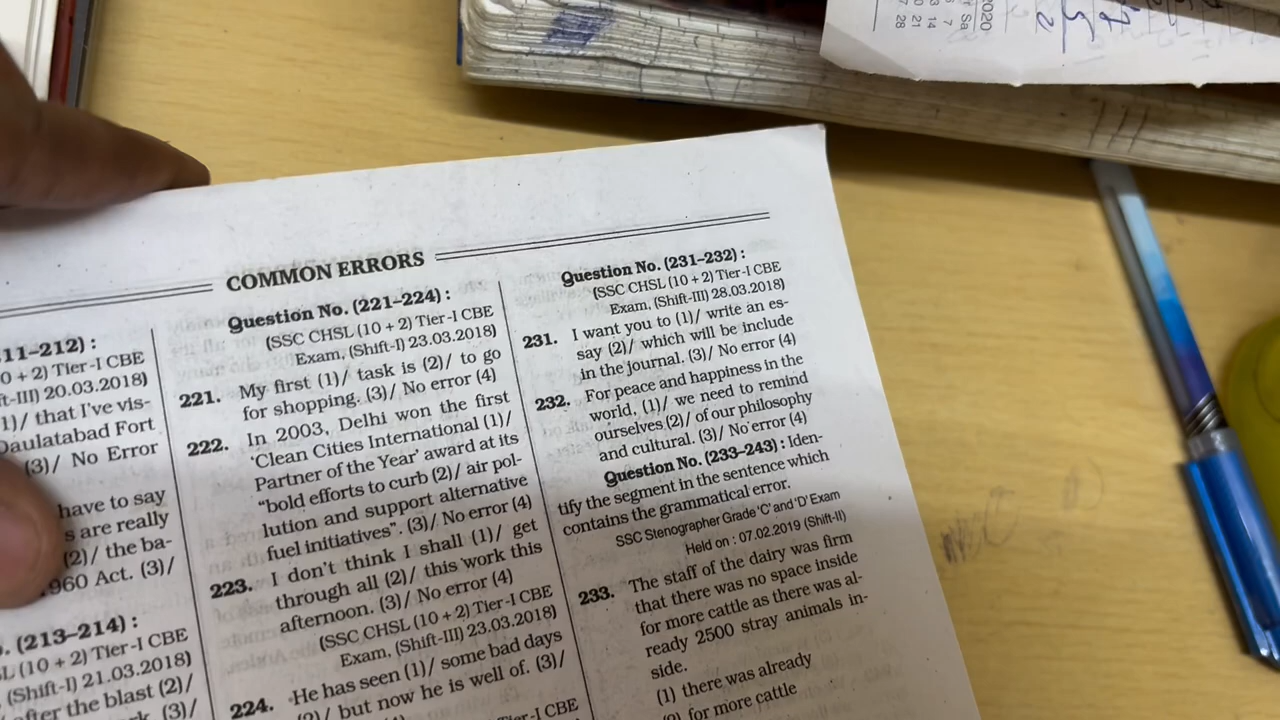 2020
Sa
7
14
21
28
COMMON ERRORS
11–212) :
0 + 2) Tier-I CBE
ft-III) 20.03.2018)
1)/ that I've vis-
Daulatabad Fort
(3)/ No Error
have to say
s are really
(2)/ the ba-
.960 Act. (3)/
. (213–214) :
L (10 + 2) Tier-I CBE
(Shift-I) 21.03.2018)
after the blast (2)/
(3)/
Question No. (221–224) :
(SSC CHSL (10 + 2) Tier-I CBE
Exam, (Shift-I) 23.03.2018)
221. My first (1)/ task is (2)/ to go
for shopping. (3)/ No error (4)
222. In 2003, Delhi won the first
'Clean Cities International (1)/
Partner of the Year' award at its
"bold efforts to curb (2)/ air pol-
lution and support alternative
fuel initiatives". (3)/ No error (4)
223. I don't think I shall (1)/ get
through all (2)/ this work this
afternoon. (3)/ No error (4)
(SSC CHSL (10 + 2) Tier-I CBE
Exam, (Shift-III) 23.03.2018)
224. He has seen (1)/ some bad days
(2)/ but now he is well of. (3)/
Tier-I CBE
Question No. (231–232) :
(SSC CHSL (10 + 2) Tier-I CBE
Exam, (Shift-III) 28.03.2018)
231. I want you to (1)/ write an es-
say (2)/ which will be include
in the journal. (3)/ No error (4)
232. For peace and happiness in the
world, (1)/ we need to remind
ourselves (2)/ of our philosophy
and cultural. (3)/ No error (4)
Question No. (233–243) : Iden-
tify the segment in the sentence which
contains the grammatical error.
SSC Stenographer Grade 'C' and 'D' Exam
Held on : 07.02.2019 (Shift-II)
233. The staff of the dairy was firm
that there was no space inside
for more cattle as there was al-
ready 2500 stray animals in-
side.
(1) there was already
(2) for more cattle